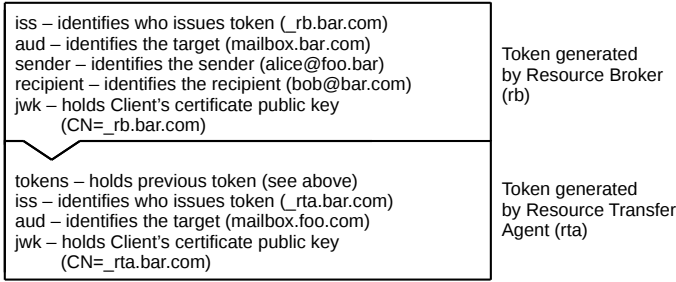 iss – identifies who issues token (_rb.bar.com)
aud – identifies the target (mailbox.bar.com)
sender – identifies the sender (alice@foo.bar)
recipient – identifies the recipient (bob@bar.com)
jwk – holds Client's certificate public key
(CN=_rb.bar.com)
Token generated
by Resource Broker
(rb)
tokens – holds previous token (see above)
iss – identifies who issues token (_rta.bar.com)
aud – identifies the target (mailbox.foo.com)
jwk – holds Client's certificate public key
(CN=_rta.bar.com)
Token generated
by Resource Transfer
Agent (rta)